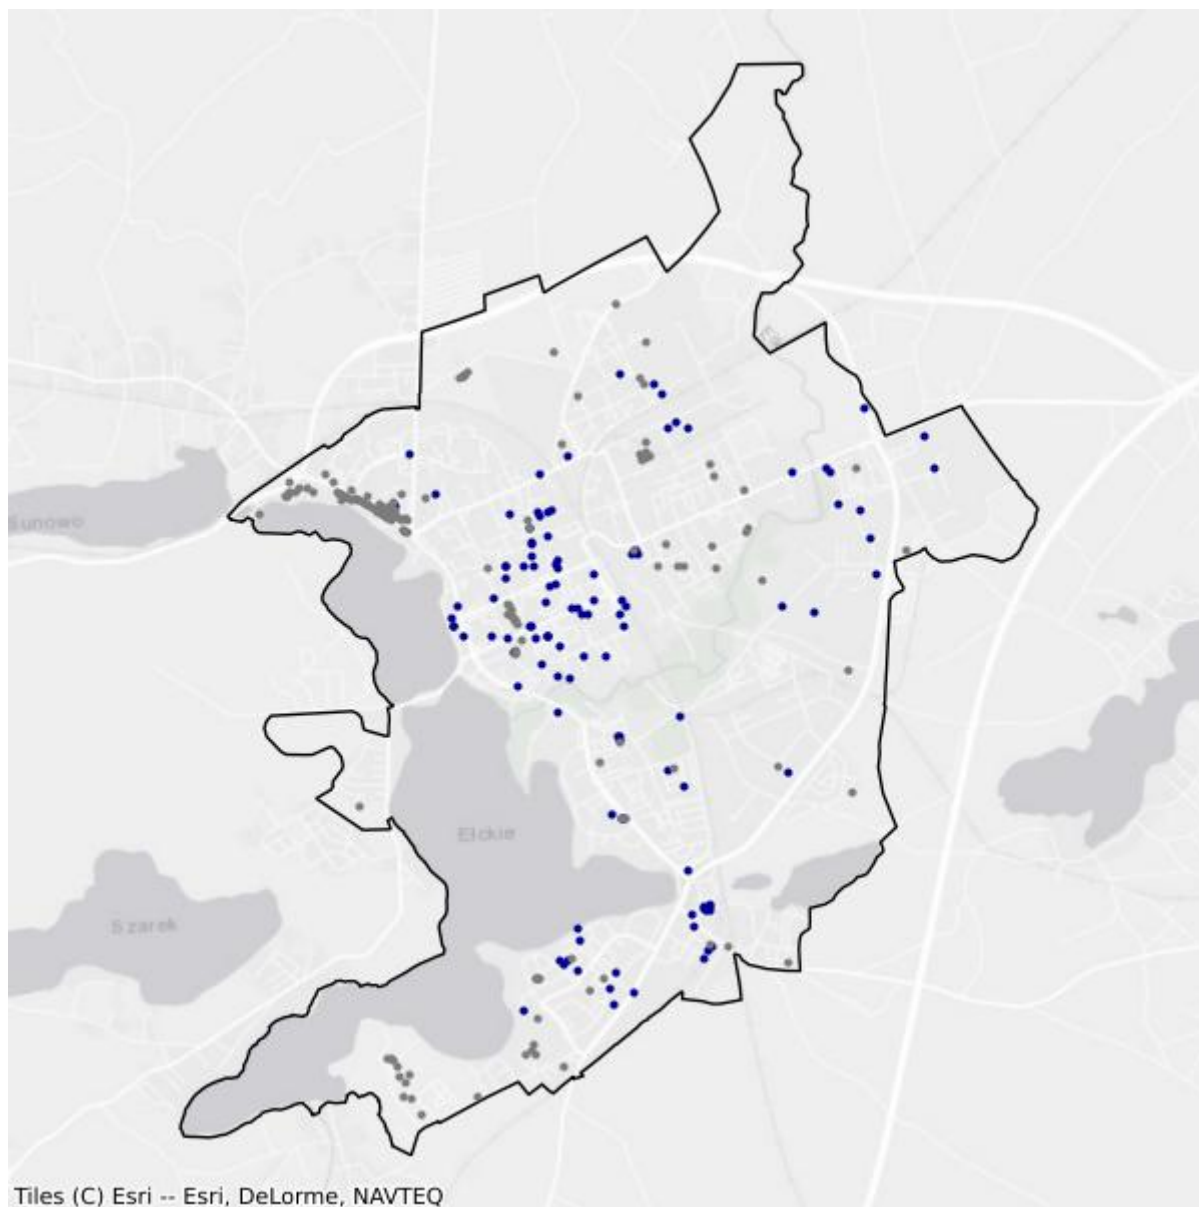 Sunowo
Ełckie
Szarek
Tiles (C) Esri -- Esri, DeLorme, NAVTEQ